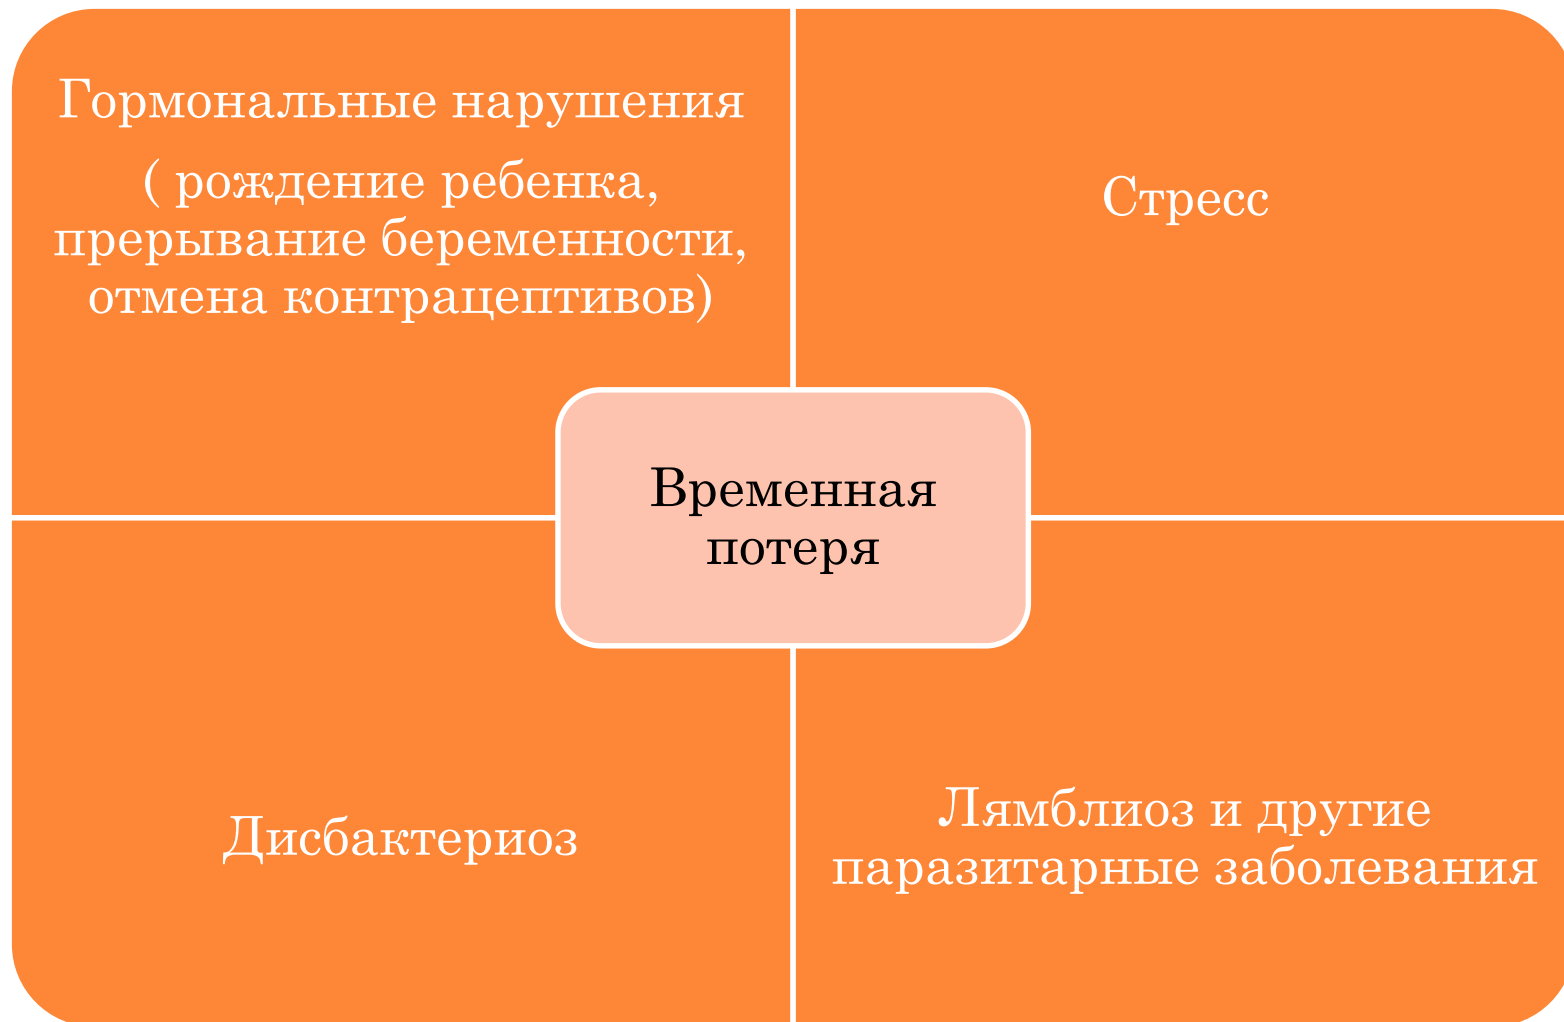 Гормональные нарушения
( рождение ребенка,
прерывание беременности,
отмена контрацептивов)
Стресс
Временная
потеря
Дисбактериоз
Лямблиоз и другие
паразитарные заболевания